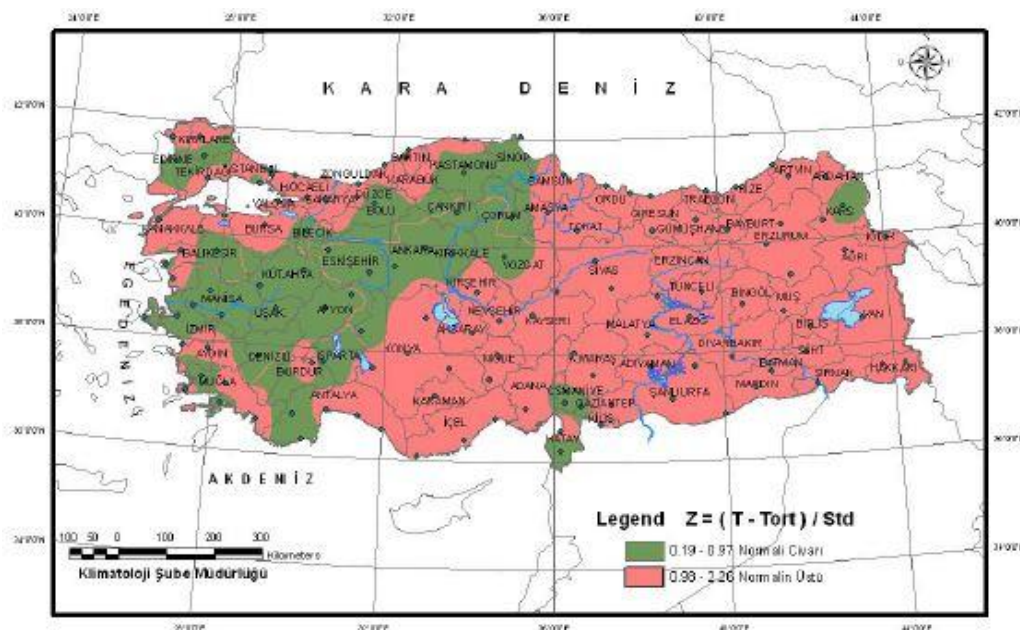 KARA DENİZ
KIRKLARELİ
EDİRNE
TEKİRDAĞ
İSTANBUL
KOCAELİ
YALOVA
SAKARYA
DÜZCE
ZONGULDAK
BARTIN
KARABÜK
KASTAMONU
SİNOP
SAMSUN
ORDU
GİRESUN
TRABZON
RİZE
ARTVİN
ARDAHAN
KARS
IĞDIR
AĞRI
ERZURUM
BAYBURT
GÜMÜŞHANE
TOKAT
AMASYA
ÇORUM
ÇANKIRI
BOLU
BİLECİK
BURSA
ÇANAKKALE
BALIKESİR
KÜTAHYA
ESKİŞEHİR
ANKARA
KIRIKKALE
YOZGAT
SİVAS
ERZİNCAN
TUNCELİ
BİNGÖL
MUŞ
VAN
BİTLİS
ELAZIĞ
MALATYA
KAYSERİ
NEVŞEHİR
KIRŞEHİR
AKSARAY
AFYON
UŞAK
MANİSA
İZMİR
AYDIN
DENİZLİ
ISPARTA
BURDUR
KONYA
NİĞDE
K.MARAŞ
ADIYAMAN
DİYARBAKIR
BATMAN
SİİRT
ŞIRNAK
HAKKARİ
MARDİN
ŞANLIURFA
GAZİANTEP
KİLİS
OSMANİYE
ADANA
HATAY
İÇEL
KARAMAN
ANTALYA
MUĞLA
EGE DENİZİ
AKDENİZ
Legend Z = ( T - Tort ) / Std
0.19 - 0.97 Normali Civarı
0.98 - 2.26 Normalin Üstü
100 50 0 100 200 300
Kilometers
Klimatoloji Şube Müdürlüğü